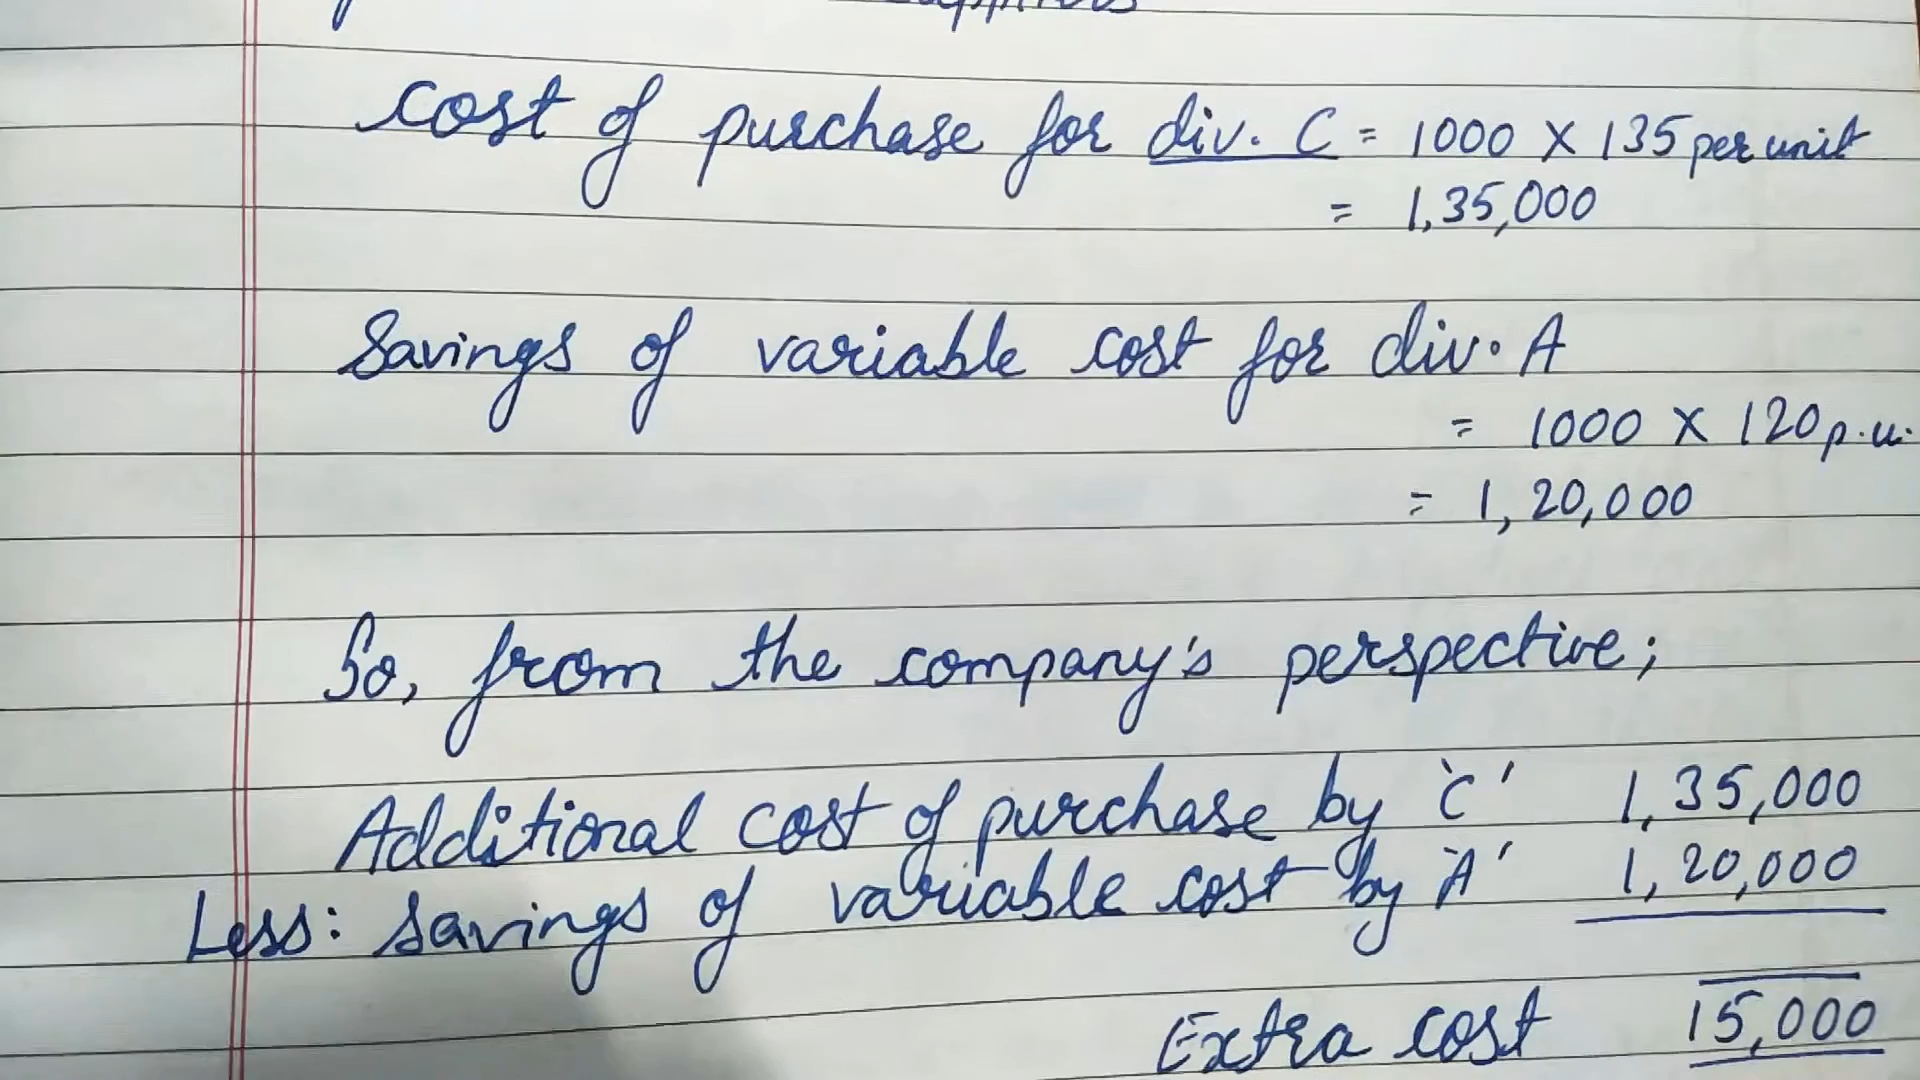 cost of purchase for div. C = 1000 X 135 per unit
= 1,35,000
Savings of variable cost for div. A
= 1000 X 120 p.u.
= 1,20,000
So, from the company's perspective;
Additional cost of purchase by 'C' 1,35,000
Less: Savings of variable cost by 'A' 1,20,000
Extra cost 15,000